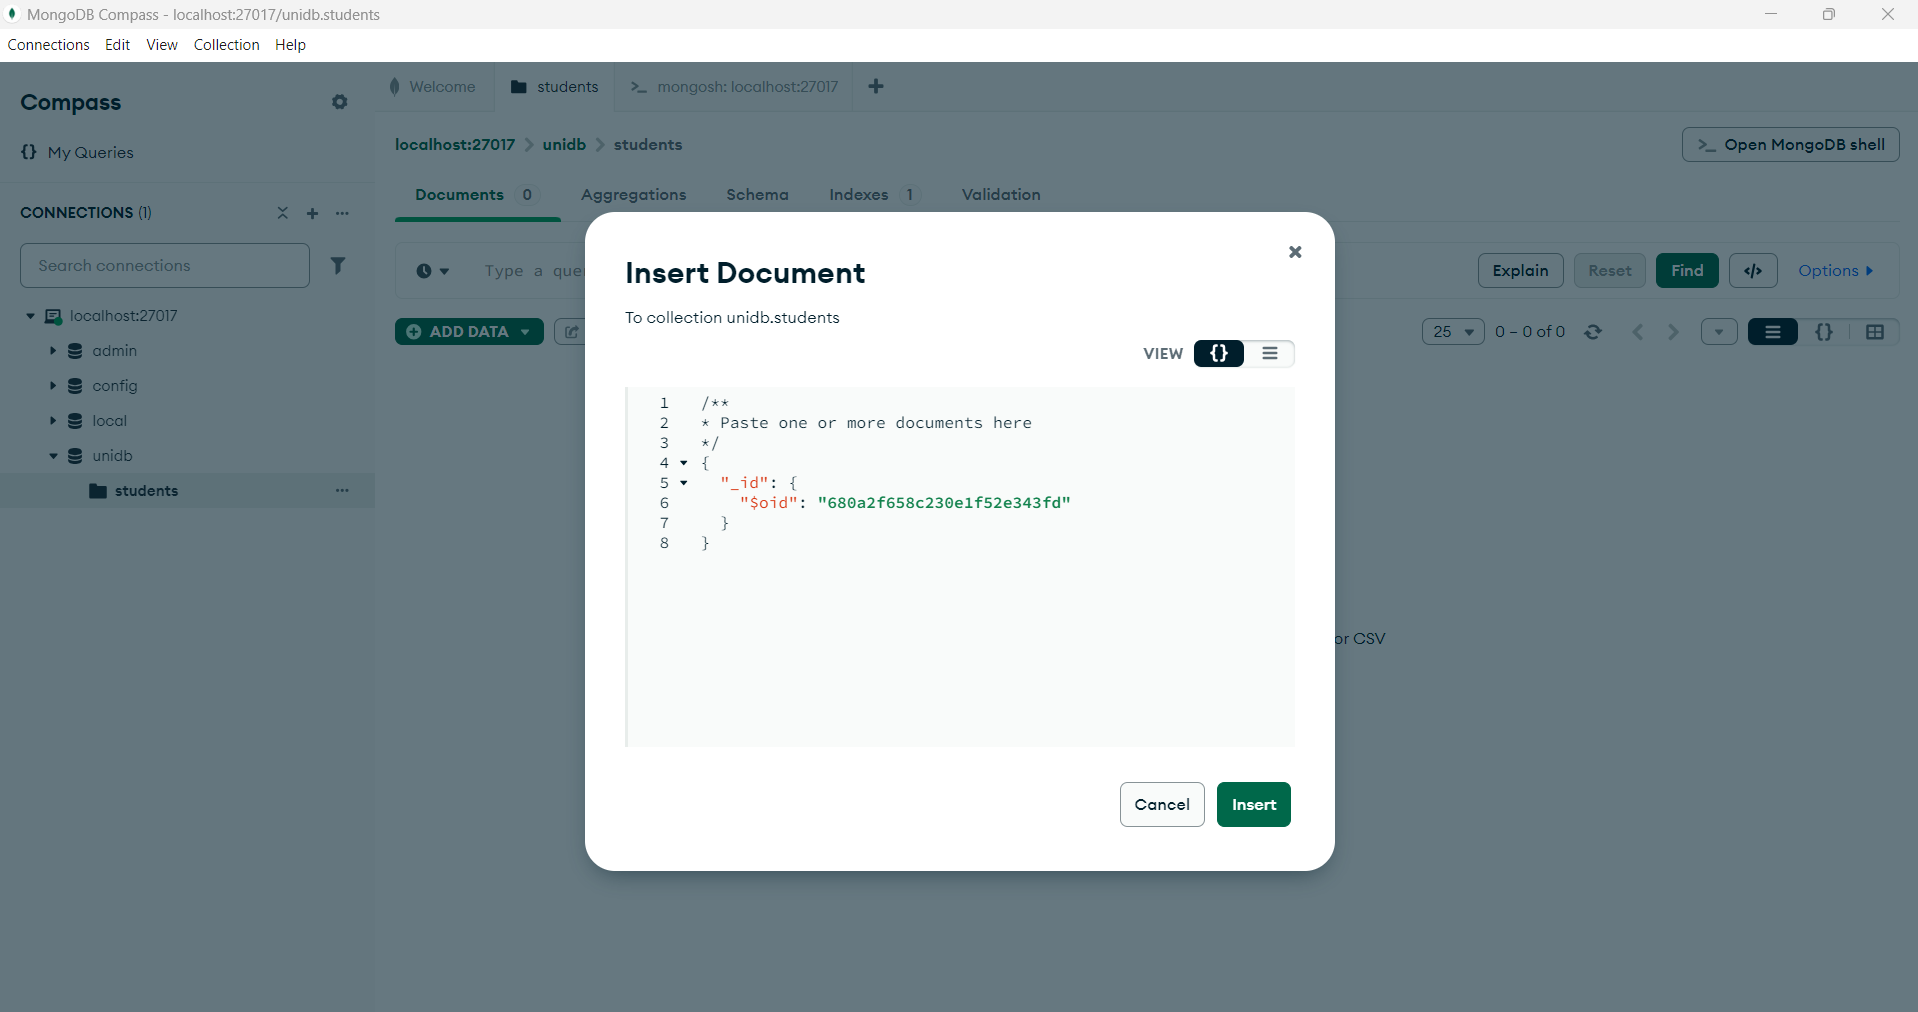 MongoDB Compass - localhost:27017/unidb.students
Connections Edit View Collection Help
Compass
My Queries
CONNECTIONS (1)
Search connections
localhost:27017
admin
config
local
unidb
students
Welcome
students
mongosh: localhost:27017
localhost:27017 unidb students
Open MongoDB shell
Documents 0 Aggregations Schema Indexes 1 Validation
Type a que
Explain Reset Find </> Options
ADD DATA
25 0 – 0 of 0 {}
or CSV
Insert Document
To collection unidb.students
VIEW {}
1 /**
2 * Paste one or more documents here
3 */
4 {
5 "_id": {
6 "$oid": "680a2f658c230e1f52e343fd"
7 }
8 }
Cancel Insert